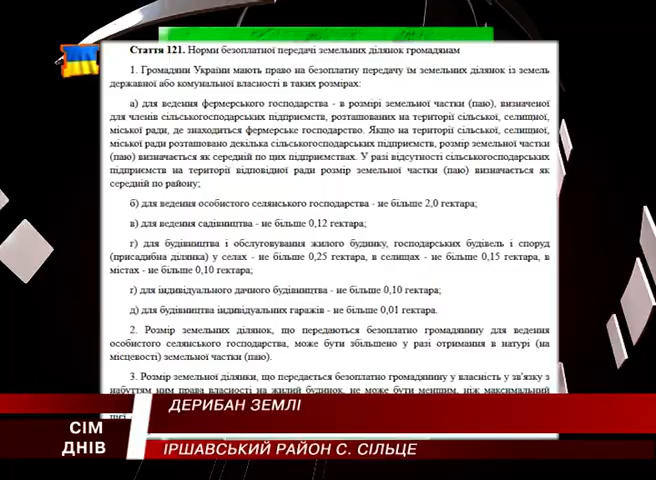 Стаття 121. Норми безоплатної передачі земельних ділянок громадянам
1. Громадяни України мають право на безоплатну передачу їм земельних ділянок із земель
державної або комунальної власності в таких розмірах:
а) для ведення фермерського господарства - в розмірі земельної частки (паю), визначеної
для членів сільськогосподарських підприємств, розташованих на території сільської, селищної,
міської ради, де знаходиться фермерське господарство. Якщо на території сільської, селищної,
міської ради розташовано декілька сільськогосподарських підприємств, розмір земельної частки
(паю) визначається як середній по цих підприємствах. У разі відсутності сільськогосподарських
підприємств на території відповідної ради розмір земельної частки (паю) визначається як
середній по району;
б) для ведення особистого селянського господарства - не більше 2,0 гектара;
в) для ведення садівництва - не більше 0,12 гектара;
г) для будівництва і обслуговування жилого будинку, господарських будівель і споруд
(присадибна ділянка) у селах - не більше 0,25 гектара, в селищах - не більше 0,15 гектара, в
містах - не більше 0,10 гектара;
ґ) для індивідуального дачного будівництва - не більше 0,10 гектара;
д) для будівництва індивідуальних гаражів - не більше 0,01 гектара.
2. Розмір земельних ділянок, що передаються безоплатно громадянину для ведення
особистого селянського господарства, може бути збільшено у разі отримання в натурі (на
місцевості) земельної частки (паю).
3. Розмір земельної ділянки, що передається безоплатно громадянину у власність у зв'язку з
набуттям ним права власності на жилий будинок, не може бути меншим, ніж максимальний
ДЕРИБАН ЗЕМЛІ
СІМ
ДНІВ
ІРШАВСЬКИЙ РАЙОН С. СІЛЬЦЕ